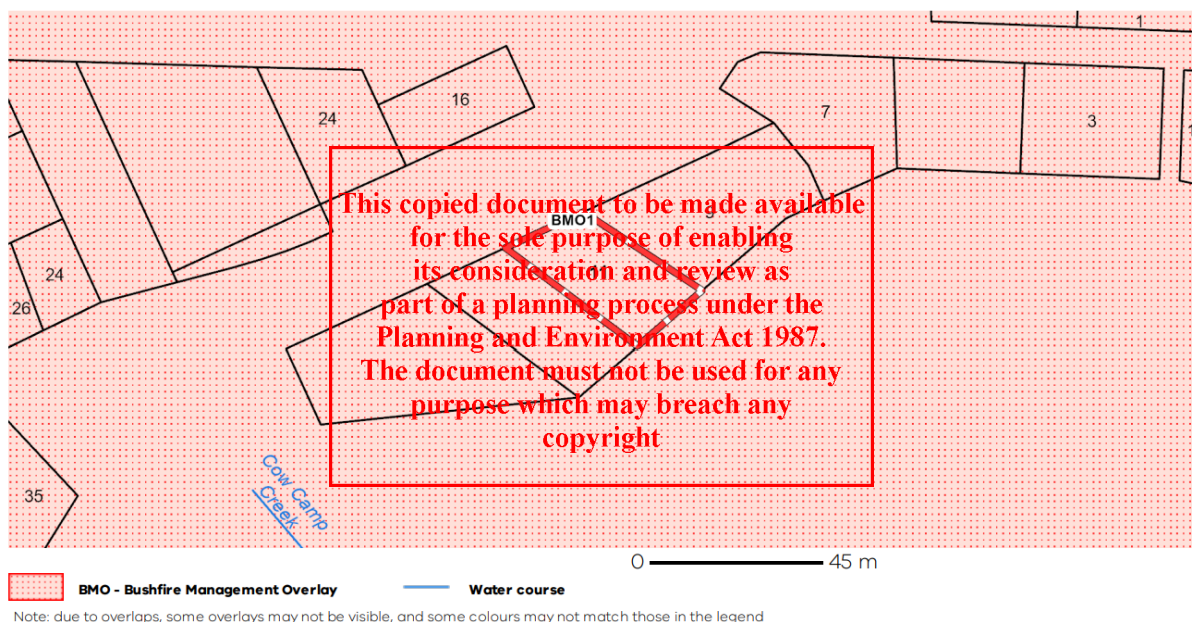 1
16
24
7
3
This copied document to be made available
BMO1
9
for the sole purpose of enabling
its consideration and review as
11
24
26
part of a planning process under the
Planning and Environment Act 1987.
The document must not be used for any
purpose which may breach any
copyright
35
Cow Camp
Creek
0 45 m
BMO - Bushfire Management Overlay
Water course
Note: due to overlaps, some overlays may not be visible, and some colours may not match those in the legend